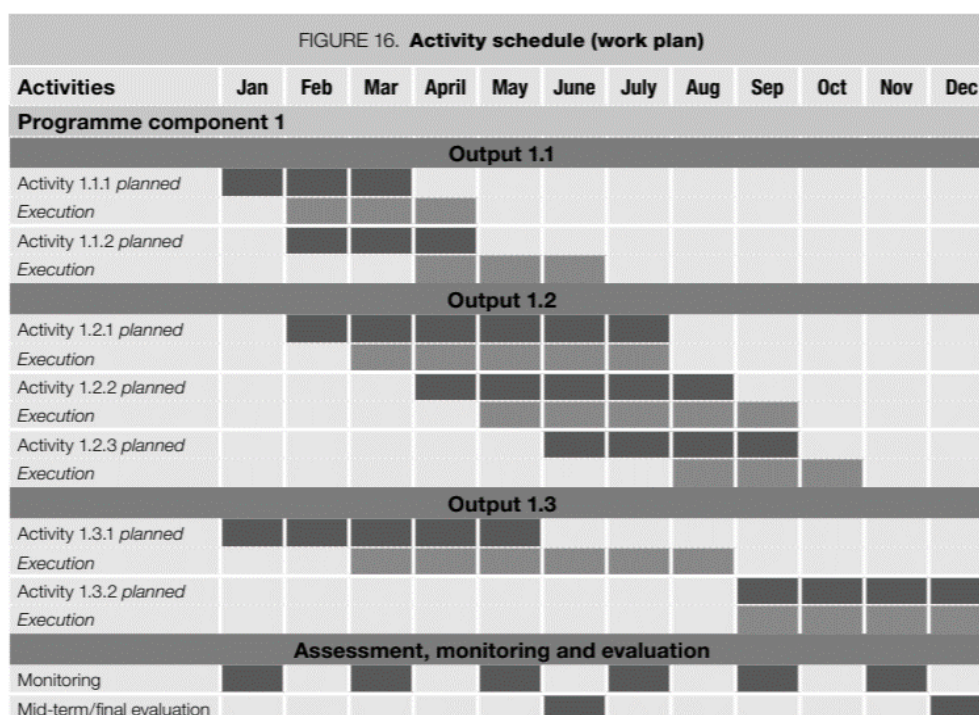 FIGURE 16. Activity schedule (work plan)
Activities Jan Feb Mar April May June July Aug Sep Oct Nov Dec
Programme component 1
Output 1.1
Activity 1.1.1 planned
Execution
Activity 1.1.2 planned
Execution
Output 1.2
Activity 1.2.1 planned
Execution
Activity 1.2.2 planned
Execution
Activity 1.2.3 planned
Execution
Output 1.3
Activity 1.3.1 planned
Execution
Activity 1.3.2 planned
Execution
Assessment, monitoring and evaluation
Monitoring
Mid-term/final evaluation